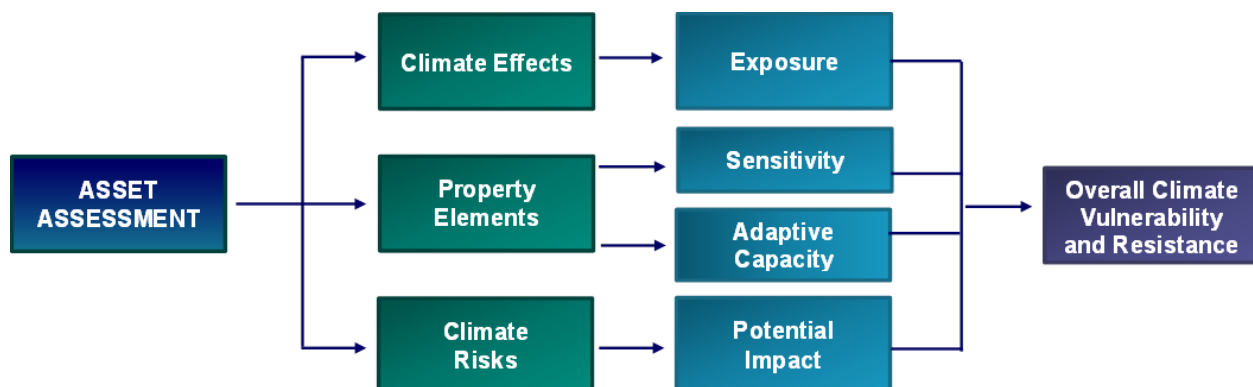 ASSET
ASSESSMENT
Climate Effects
Property
Elements
Climate
Risks
Exposure
Sensitivity
Adaptive
Capacity
Potential
Impact
Overall Climate
Vulnerability
and Resistance